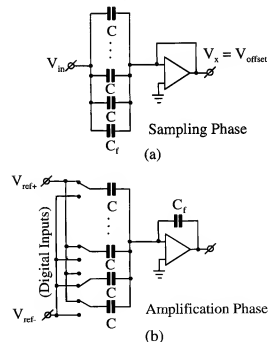 C
V_in
C
C
C_f
V_x = V_offset
Sampling Phase
(a)
V_ref+
(Digital Inputs)
C
C
C
C
C_f
V_ref-
Amplification Phase
(b)